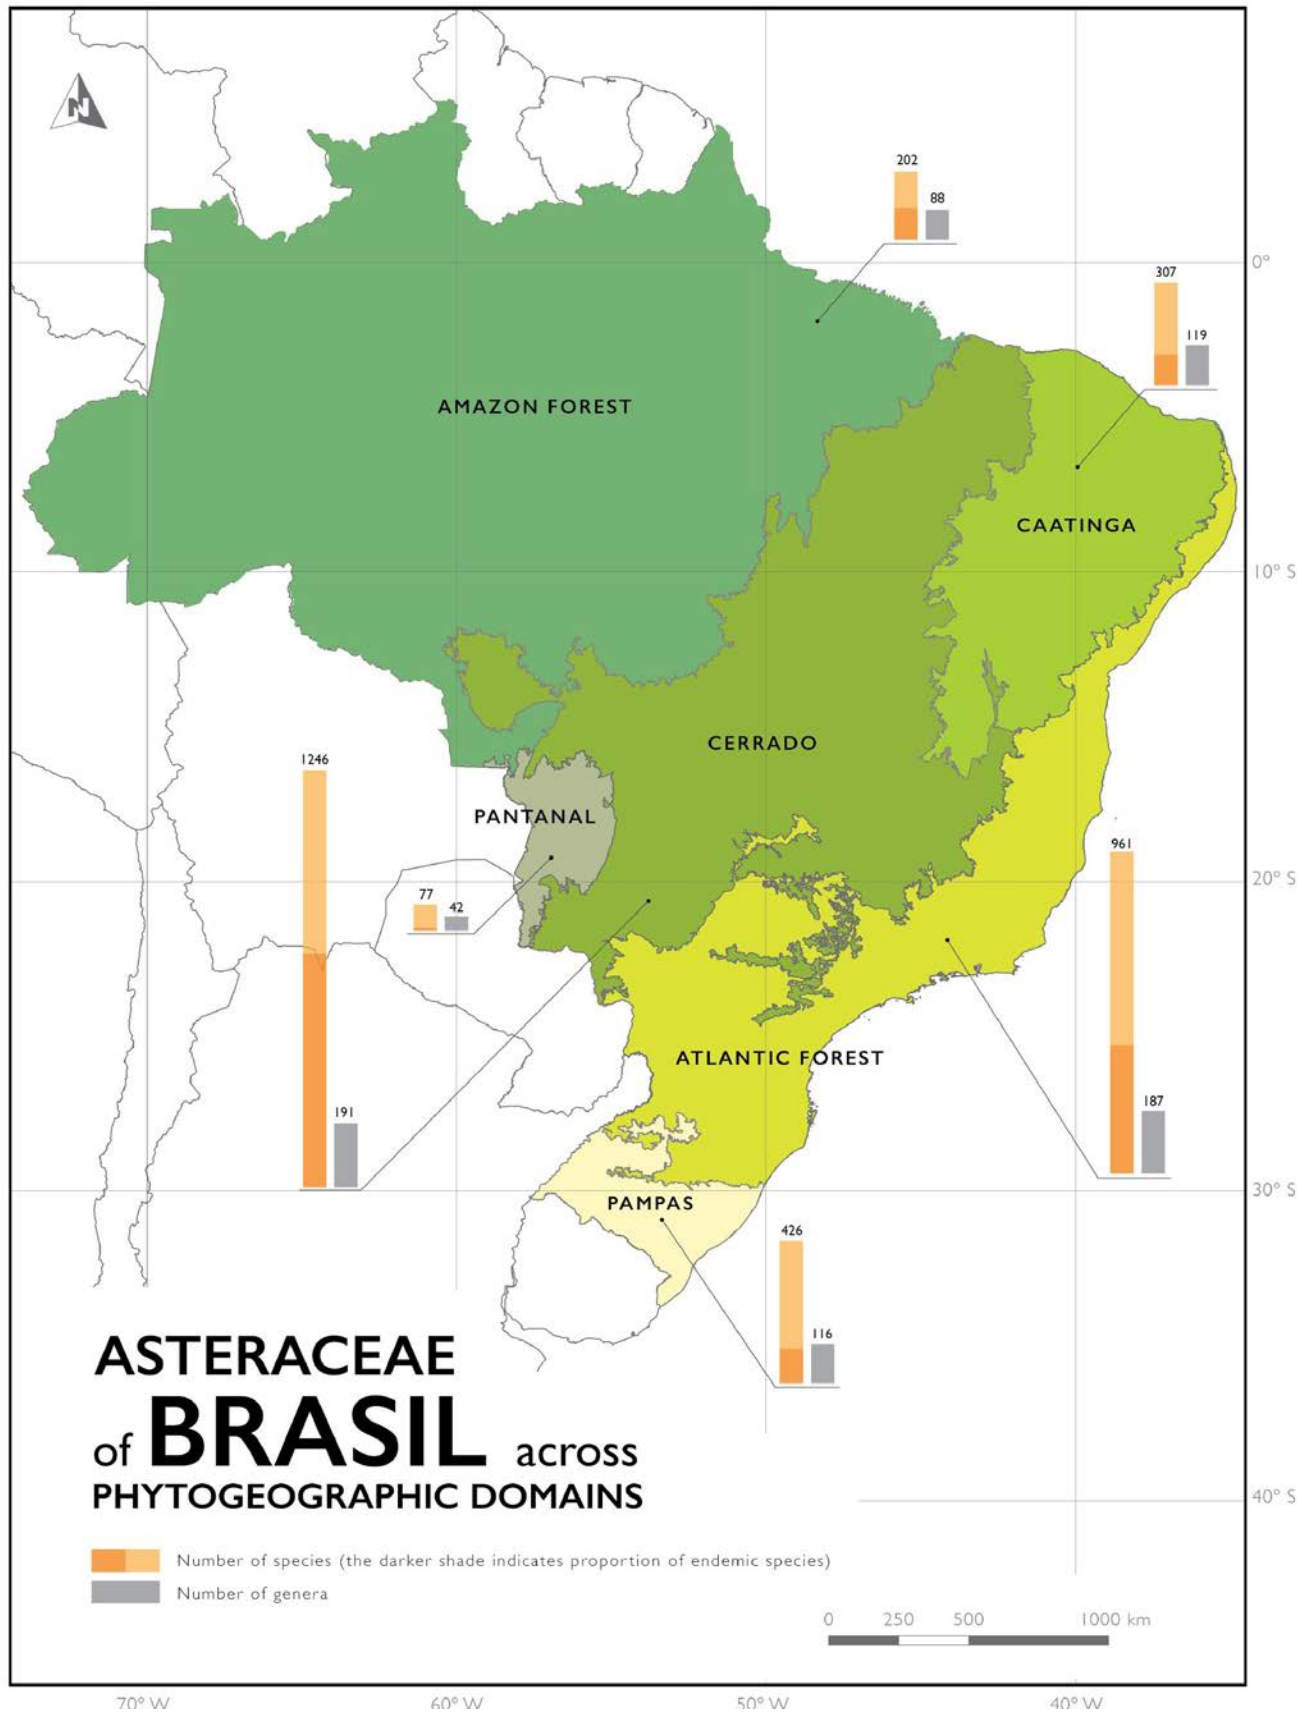 N
202
88
0°
307
119
AMAZON FOREST
CAATINGA
10° S
CERRADO
1246
PANTANAL
961
77
42
20° S
ATLANTIC FOREST
191
187
30° S
PAMPAS
426
116
ASTERACEAE
of BRASIL across
PHYTOGEOGRAPHIC DOMAINS
40° S
Number of species (the darker shade indicates proportion of endemic species)
Number of genera
0 250 500 1000 km
70° W 60° W 50° W 40° W